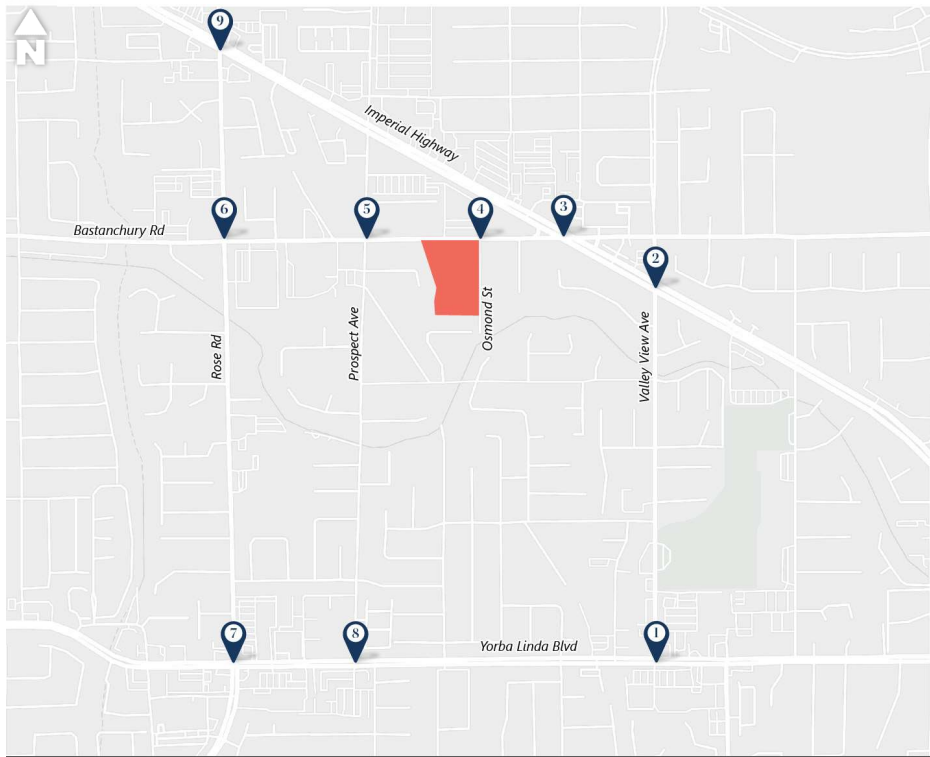 9
N
Imperial Highway
6
5
4
3
Bastanchury Rd
2
Rose Rd
Prospect Ave
Osmond St
Valley View Ave
7
8
Yorba Linda Blvd
1